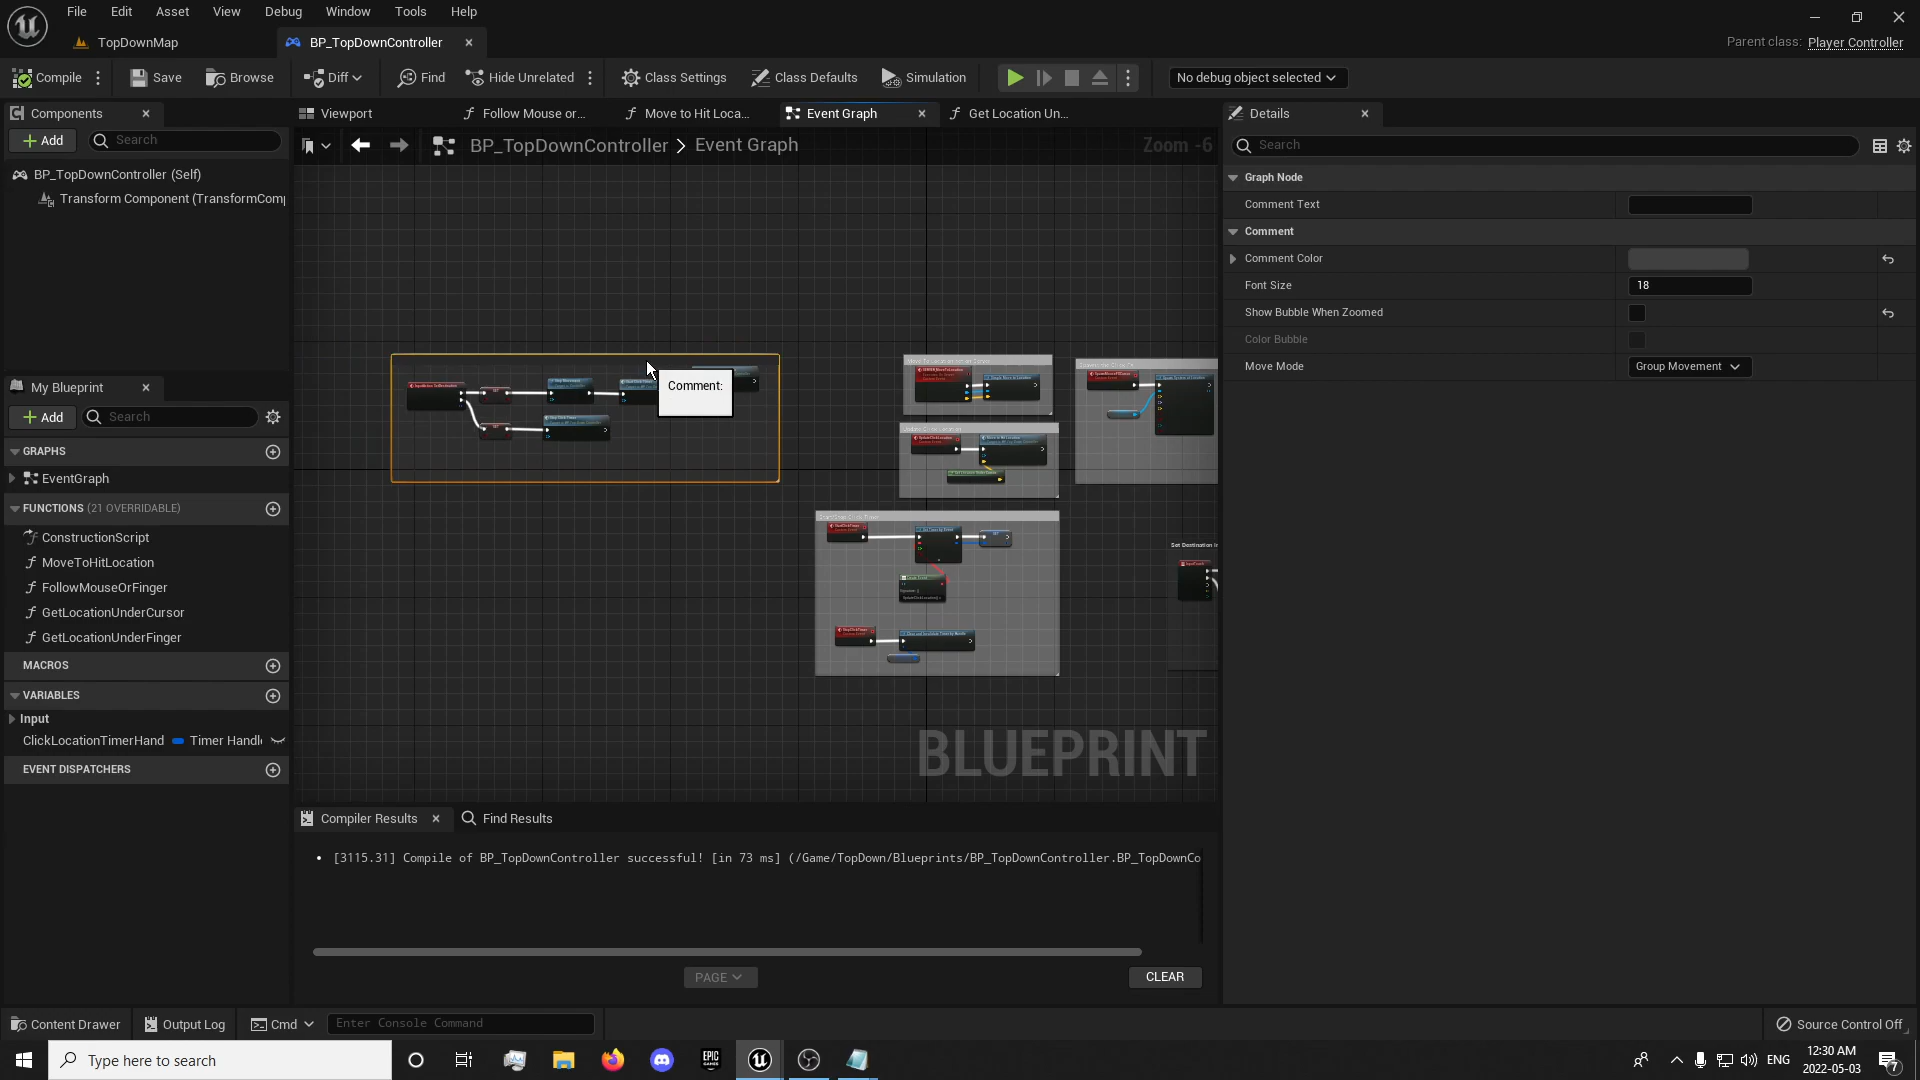 File Edit Asset View Debug Window Tools Help
TopDownMap BP_TopDownController
Parent class: Player Controller
Compile Save Browse Diff Find Hide Unrelated Class Settings Class Defaults Simulation No debug object selected
Components
Add Search
BP_TopDownController (Self)
Transform Component (TransformComp
My Blueprint
Add Search
GRAPHS
EventGraph
FUNCTIONS (21 OVERRIDABLE)
ConstructionScript
MoveToHitLocation
FollowMouseOrFinger
GetLocationUnderCursor
GetLocationUnderFinger
MACROS
VARIABLES
Input
ClickLocationTimerHand Timer Handl
EVENT DISPATCHERS
Viewport Follow Mouse or... Move to Hit Loca... Event Graph Get Location Un...
BP_TopDownController > Event Graph Zoom -6
Comment:
BLUEPRINT
Compiler Results Find Results
[3115.31] Compile of BP_TopDownController successful! [in 73 ms] (/Game/TopDown/Blueprints/BP_TopDownController.BP_TopDownCo
PAGE CLEAR
Details
Search
Graph Node
Comment Text
Comment
Comment Color
Font Size 18
Show Bubble When Zoomed
Color Bubble
Move Mode Group Movement
Content Drawer Output Log Cmd Enter Console Command Source Control Off
Type here to search
EPIC GAMES
ENG
12:30 AM
2022-05-03
7